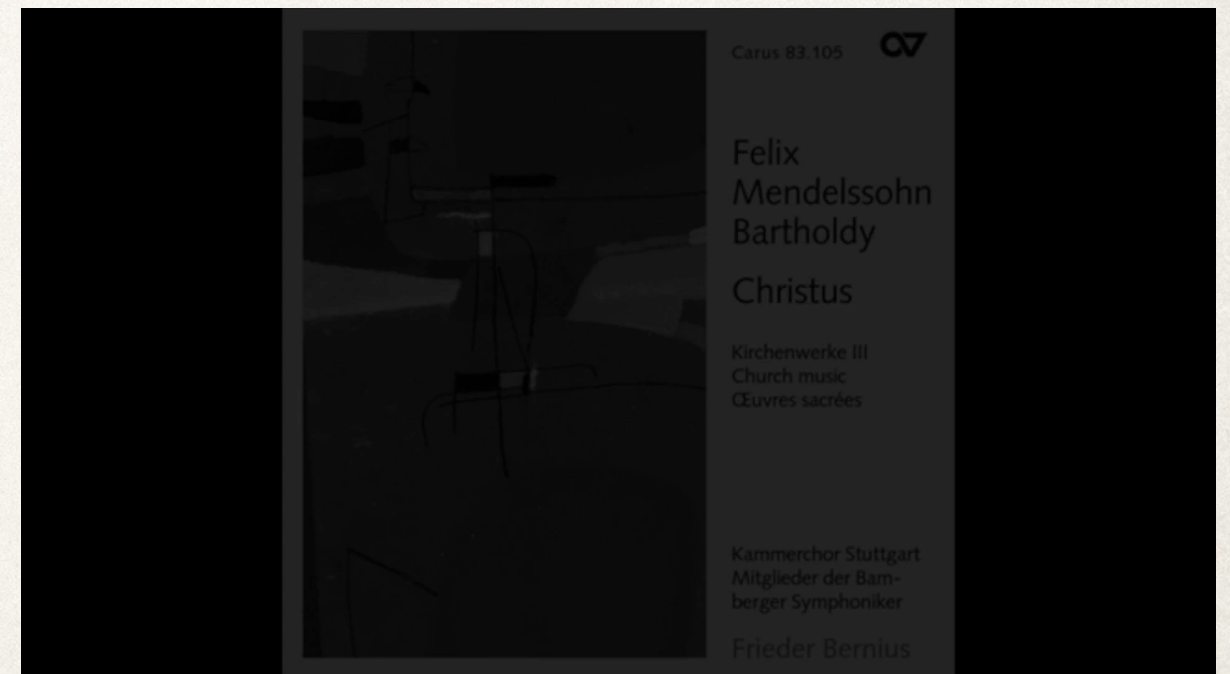 Carus 83.105
Felix
Mendelssohn
Bartholdy
Christus
Kirchenwerke III
Church music
Œuvres sacrées
Kammerchor Stuttgart
Mitglieder der Bam-
berger Symphoniker
Frieder Bernius